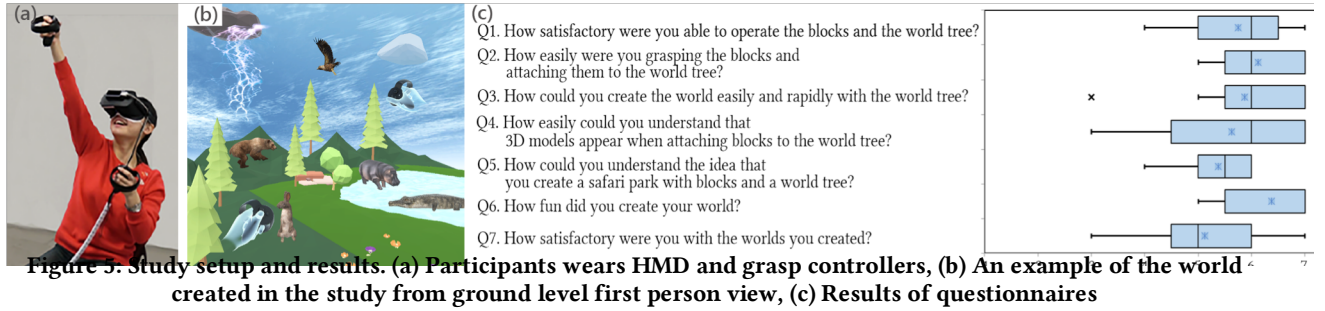 (a)
(b)
(c)
Q1. How satisfactory were you able to operate the blocks and the world tree?
Q2. How easily were you grasping the blocks and
attaching them to the world tree?
Q3. How could you create the world easily and rapidly with the world tree?
Q4. How easily could you understand that
3D models appear when attaching blocks to the world tree?
Q5. How could you understand the idea that
you create a safari park with blocks and a world tree?
Q6. How fun did you create your world?
Q7. How satisfactory were you with the worlds you created?
5 6 7
Figure 5: Study setup and results. (a) Participants wears HMD and grasp controllers, (b) An example of the world
created in the study from ground level first person view, (c) Results of questionnaires